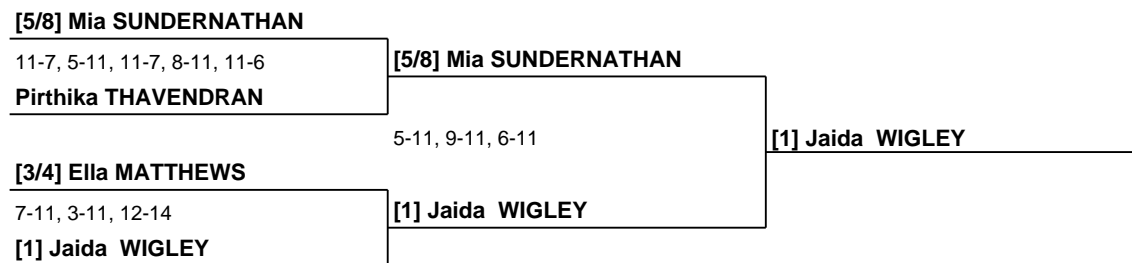 [5/8] Mia SUNDERNATHAN
11-7, 5-11, 11-7, 8-11, 11-6
[5/8] Mia SUNDERNATHAN
Pirthika THAVENDRAN
5-11, 9-11, 6-11
[1] Jaida WIGLEY
[3/4] Ella MATTHEWS
7-11, 3-11, 12-14
[1] Jaida WIGLEY
[1] Jaida WIGLEY